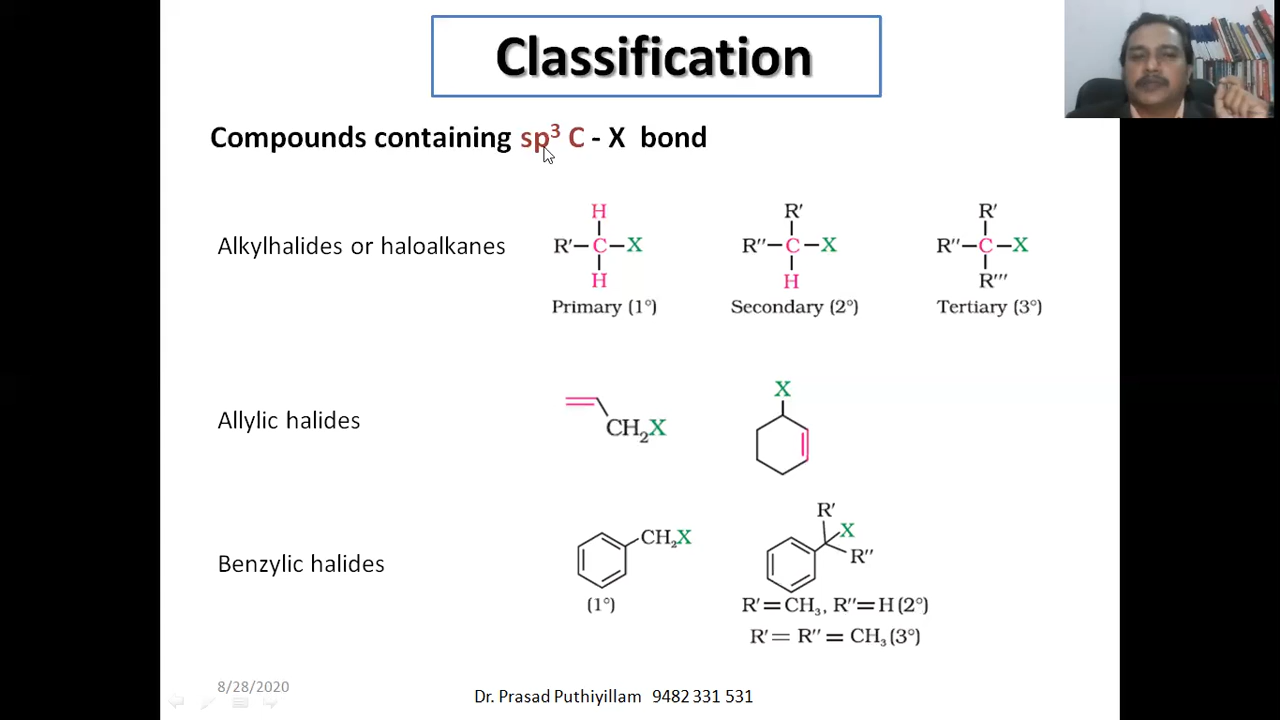 Classification
Compounds containing sp³ C - X bond
Alkylhalides or haloalkanes
H
R′–C–X
H
Primary (1°)
R′
R″–C–X
H
Secondary (2°)
R′
R″–C–X
R‴
Tertiary (3°)
Allylic halides
CH₂X
X
Benzylic halides
CH₂X
(1°)
R′
X
R″
R′=CH₃, R″=H (2°)
R′= R″ = CH₃ (3°)
8/28/2020
Dr. Prasad Puthiyillam 9482 331 531